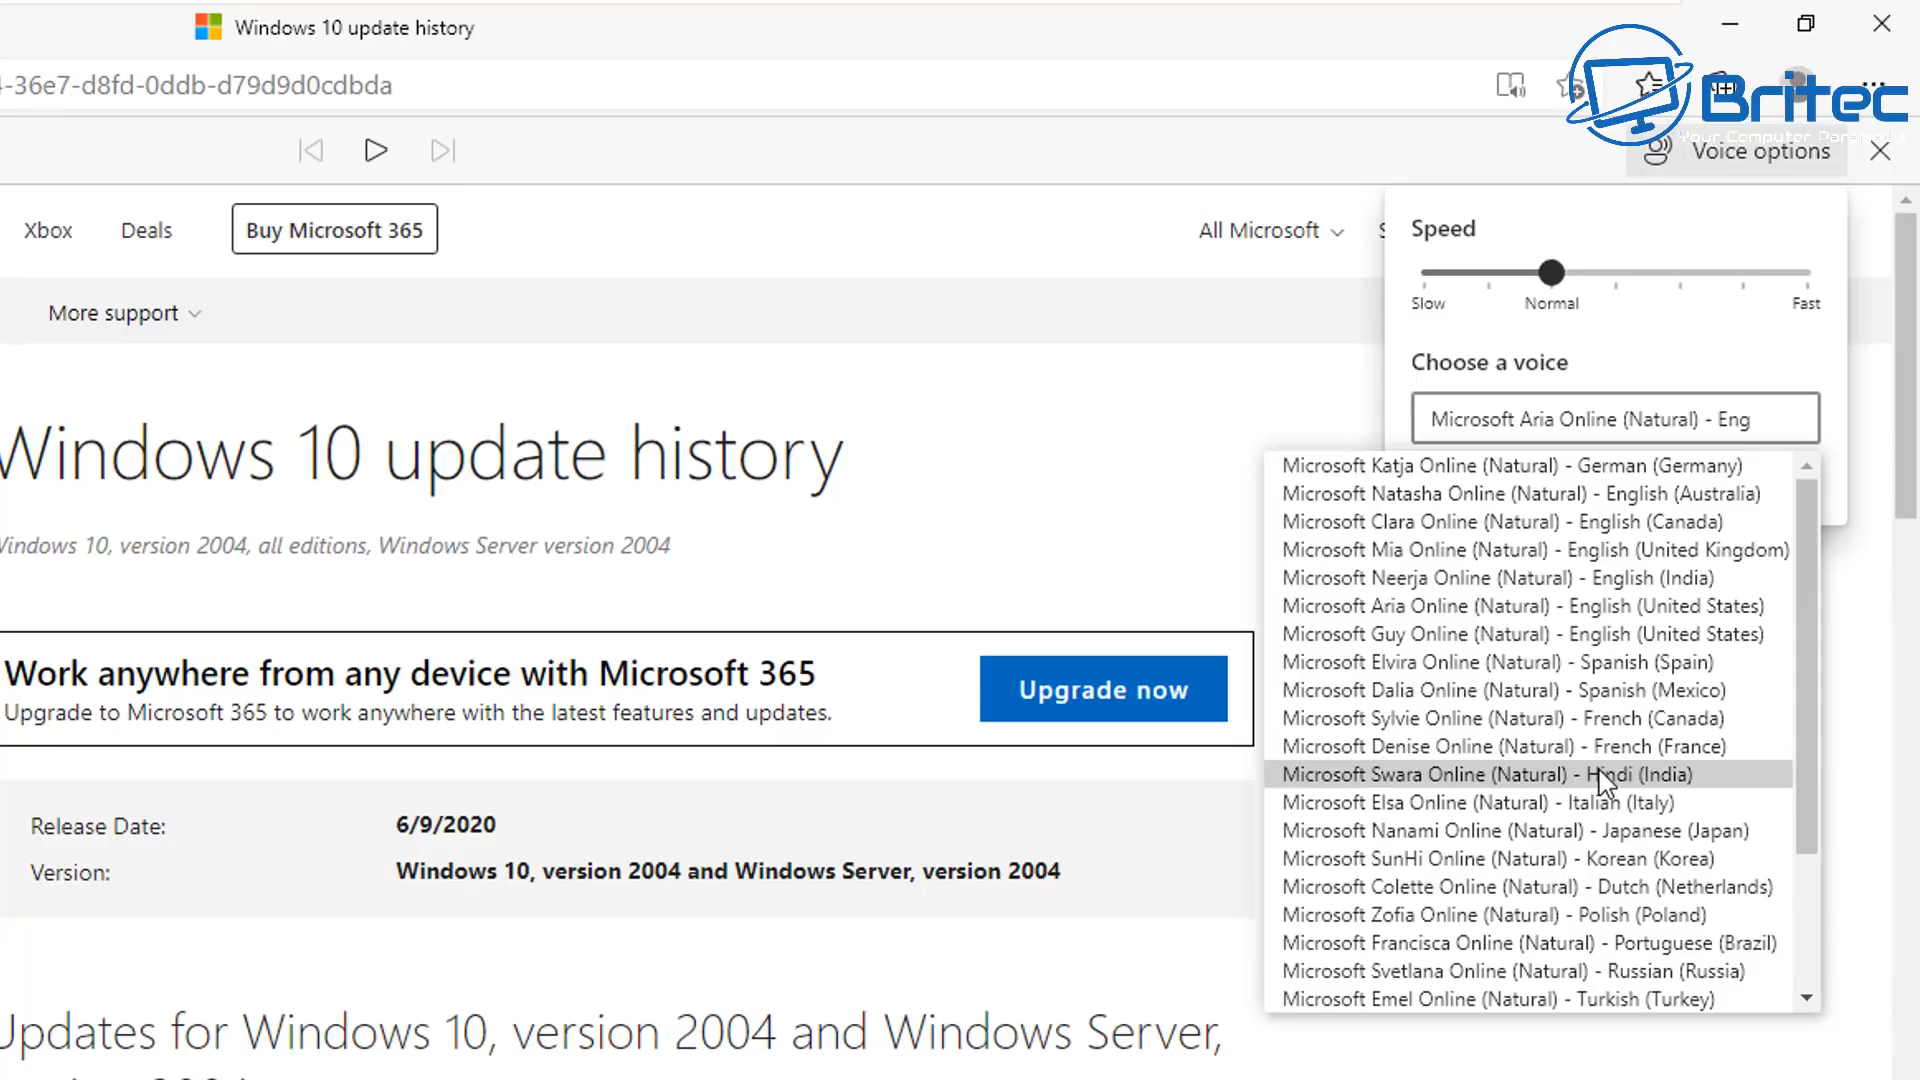 Windows 10 update history
-36e7-d8fd-0ddb-d79d9d0cdbda
Britec
Your Computer
Voice options
Xbox
Deals
Buy Microsoft 365
All Microsoft
Speed
Slow
Normal
Fast
More support
Choose a voice
Microsoft Aria Online (Natural) - Eng
Windows 10 update history
Windows 10, version 2004, all editions, Windows Server version 2004
Work anywhere from any device with Microsoft 365
Upgrade to Microsoft 365 to work anywhere with the latest features and updates.
Upgrade now
Release Date:
6/9/2020
Version:
Windows 10, version 2004 and Windows Server, version 2004
Updates for Windows 10, version 2004 and Windows Server,
Microsoft Katja Online (Natural) - German (Germany)
Microsoft Natasha Online (Natural) - English (Australia)
Microsoft Clara Online (Natural) - English (Canada)
Microsoft Mia Online (Natural) - English (United Kingdom)
Microsoft Neerja Online (Natural) - English (India)
Microsoft Aria Online (Natural) - English (United States)
Microsoft Guy Online (Natural) - English (United States)
Microsoft Elvira Online (Natural) - Spanish (Spain)
Microsoft Dalia Online (Natural) - Spanish (Mexico)
Microsoft Sylvie Online (Natural) - French (Canada)
Microsoft Denise Online (Natural) - French (France)
Microsoft Swara Online (Natural) - Hindi (India)
Microsoft Elsa Online (Natural) - Italian (Italy)
Microsoft Nanami Online (Natural) - Japanese (Japan)
Microsoft SunHi Online (Natural) - Korean (Korea)
Microsoft Colette Online (Natural) - Dutch (Netherlands)
Microsoft Zofia Online (Natural) - Polish (Poland)
Microsoft Francisca Online (Natural) - Portuguese (Brazil)
Microsoft Svetlana Online (Natural) - Russian (Russia)
Microsoft Emel Online (Natural) - Turkish (Turkey)